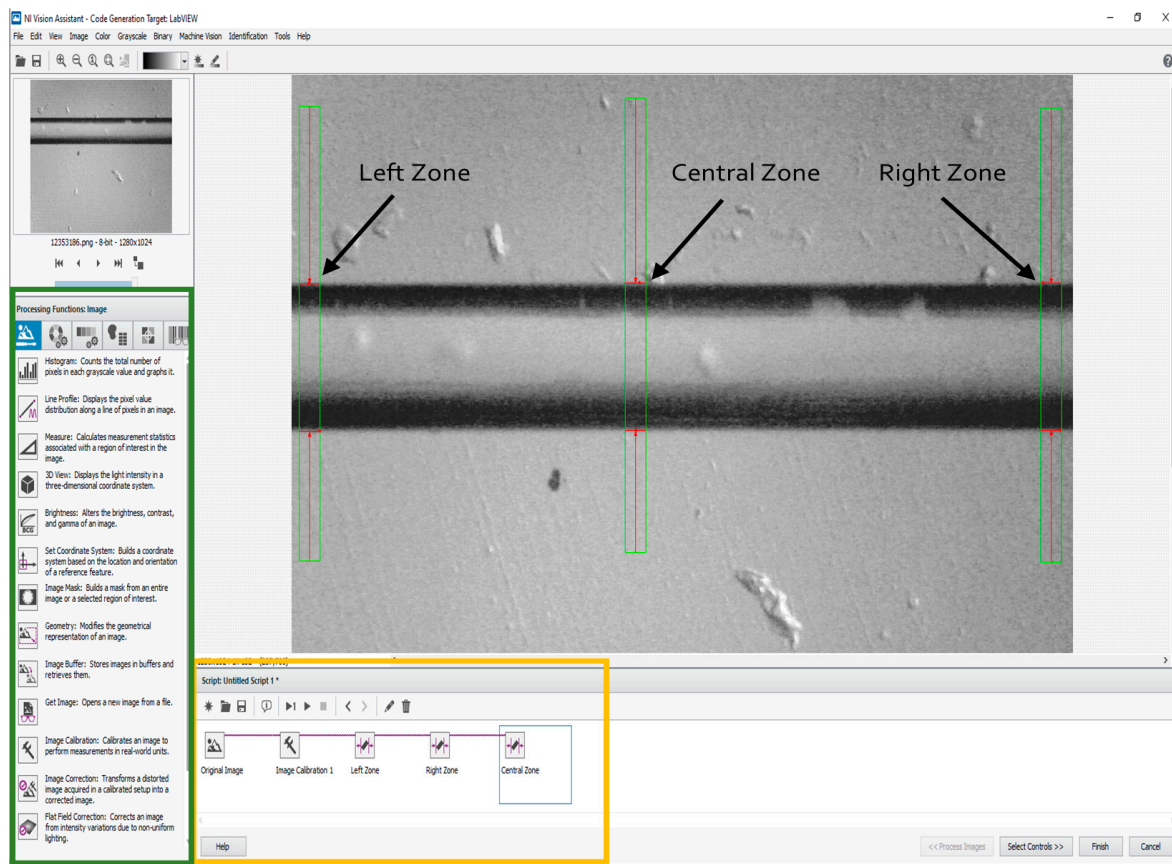 NI Vision Assistant - Code Generation Target: LabVIEW
File Edit View Image Color Grayscale Binary Machine Vision Identification Tools Help
Left Zone
Central Zone
Right Zone
12353186.png - 8-bit - 1280x1024
Processing Functions: Image
Histogram: Counts the total number of
pixels in each grayscale value and graphs it.
Line Profile: Displays the pixel value
distribution along a line of pixels in an image.
Measure: Calculates measurement statistics
associated with a region of interest in the
image.
3D View: Displays the light intensity in a
three-dimensional coordinate system.
Brightness: Alters the brightness, contrast,
and gamma of an image.
Set Coordinate System: Builds a coordinate
system based on the location and orientation
of a reference feature.
Image Mask: Builds a mask from an entire
image or a selected region of interest.
Geometry: Modifies the geometrical
representation of an image.
Image Buffer: Stores images in buffers and
retrieves them.
Get Image: Opens a new image from a file.
Image Calibration: Calibrates an image to
perform measurements in real-world units.
Image Correction: Transforms a distorted
image acquired in a calibrated setup into a
corrected image.
Flat Field Correction: Corrects an image
from intensity variations due to non-uniform
lighting.
Script: Untitled Script 1 *
Original Image
Image Calibration 1
Left Zone
Right Zone
Central Zone
Help
<< Process Images
Select Controls >>
Finish
Cancel